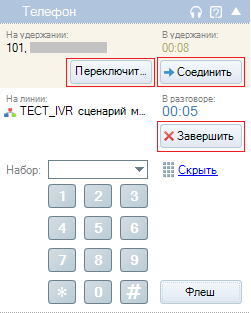 Телефон
На удержании: В удержании:
101, 00:08
Переключит... Соединить
На линии: В разговоре:
ТЕСТ_IVR сценарий м... 00:05
Завершить
Набор: Скрыть
1 2 3
4 5 6
7 8 9
* 0 # Флеш